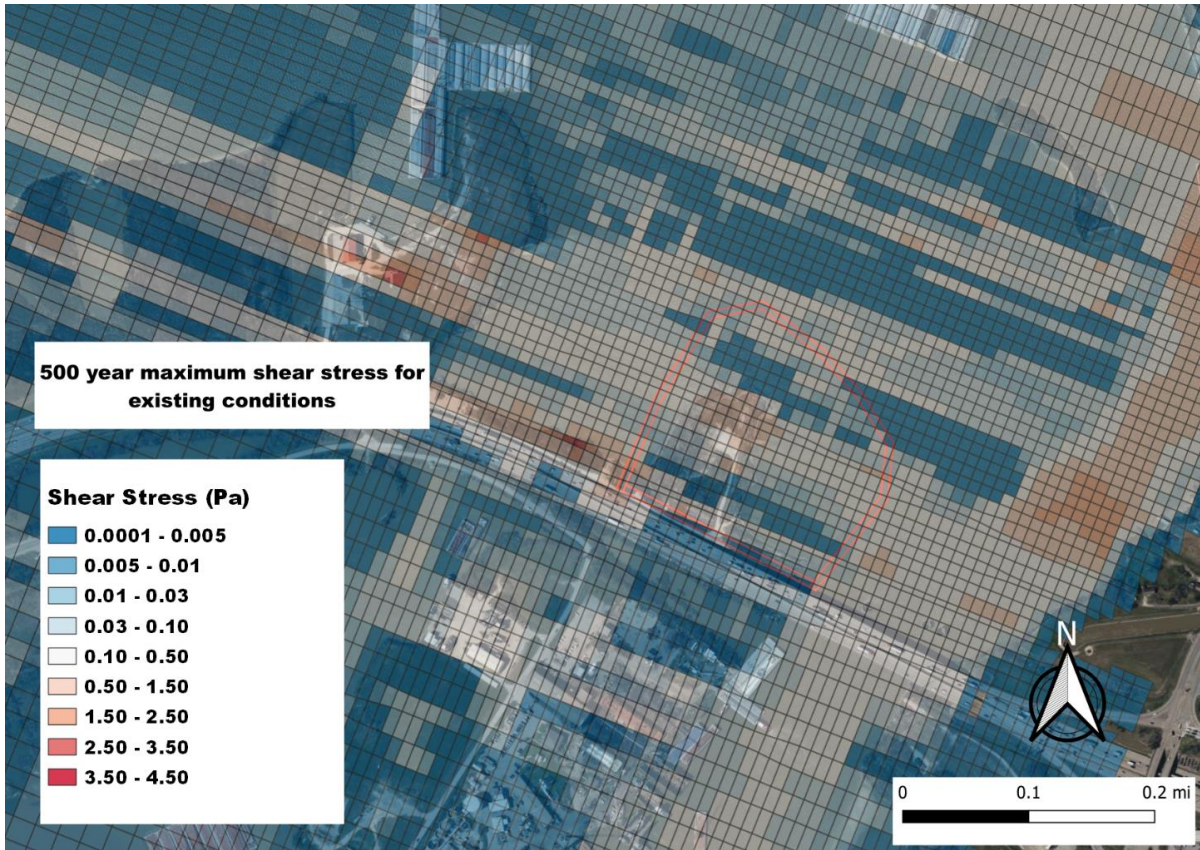 500 year maximum shear stress for
existing conditions
Shear Stress (Pa)
0.0001 - 0.005
0.005 - 0.01
0.01 - 0.03
0.03 - 0.10
0.10 - 0.50
0.50 - 1.50
1.50 - 2.50
2.50 - 3.50
3.50 - 4.50
N
0 0.1 0.2 mi